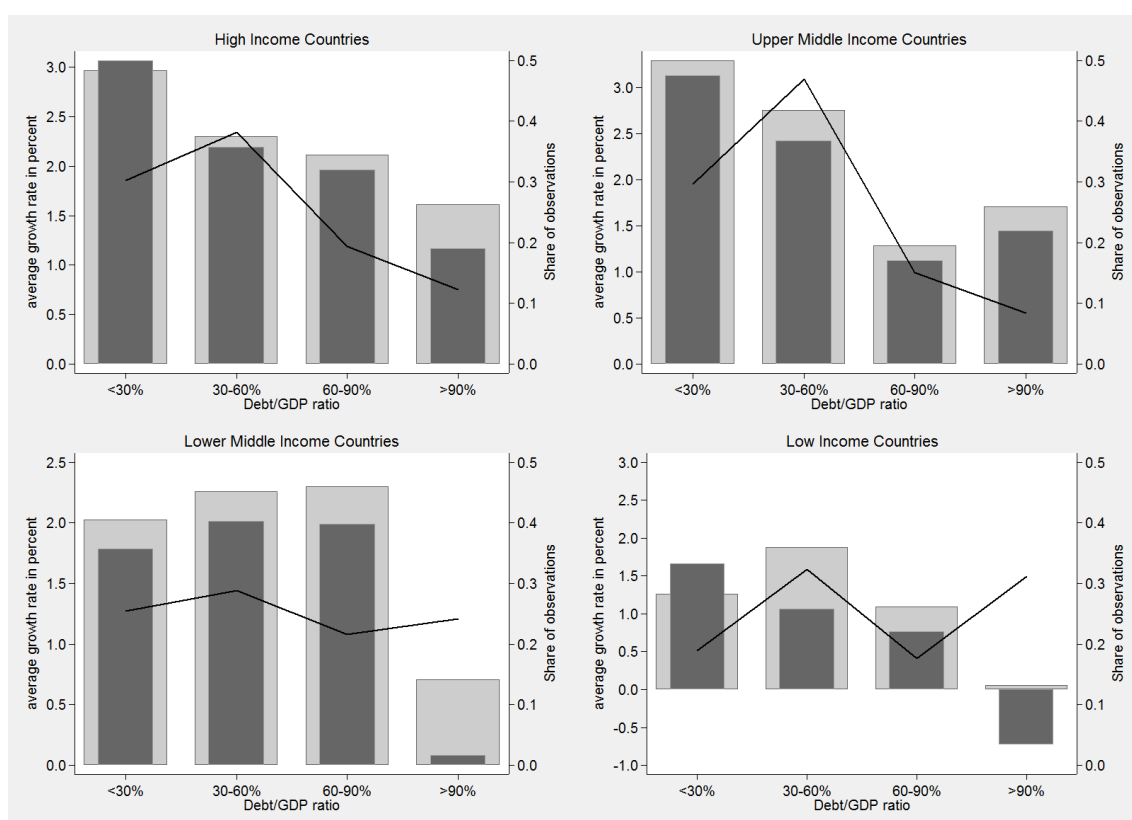 High Income Countries
average growth rate in percent
3.0
2.5
2.0
1.5
1.0
0.5
0.0
0.5
0.4
0.3
0.2
0.1
0.0
Share of observations
<30% 30-60% 60-90% >90%
Debt/GDP ratio
Upper Middle Income Countries
average growth rate in percent
3.0
2.5
2.0
1.5
1.0
0.5
0.0
0.5
0.4
0.3
0.2
0.1
0.0
Share of observations
<30% 30-60% 60-90% >90%
Debt/GDP ratio
Lower Middle Income Countries
average growth rate in percent
2.5
2.0
1.5
1.0
0.5
0.0
0.5
0.4
0.3
0.2
0.1
0.0
Share of observations
<30% 30-60% 60-90% >90%
Debt/GDP ratio
Low Income Countries
average growth rate in percent
3.0
2.5
2.0
1.5
1.0
0.5
0.0
-0.5
-1.0
0.5
0.4
0.3
0.2
0.1
0.0
Share of observations
<30% 30-60% 60-90% >90%
Debt/GDP ratio